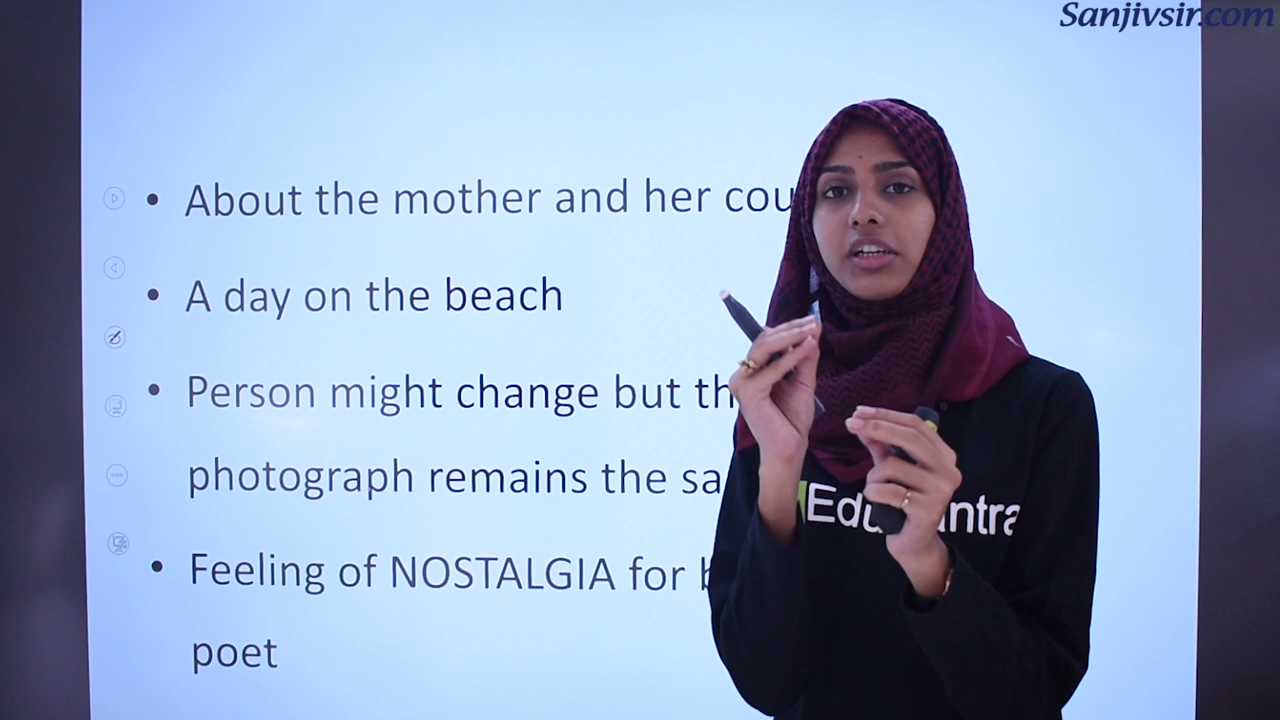 Sanjivsir.com
• About the mother and her cou
• A day on the beach
• Person might change but th
photograph remains the sa
• Feeling of NOSTALGIA for b
poet
Edu ntra